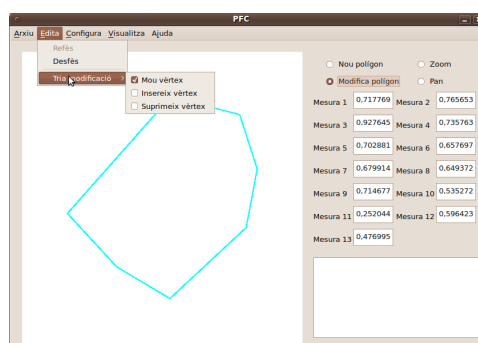 PFC
Arxiu Edita Configura Visualitza Ajuda
Refés
Desfés
Tria modificació
Mou vèrtex
Insereix vèrtex
Suprimeix vèrtex
Nou polígon Zoom
Modifica polígon Pan
Mesura 1 0,717769 Mesura 2 0,765653
Mesura 3 0,927645 Mesura 4 0,735763
Mesura 5 0,702881 Mesura 6 0,657697
Mesura 7 0,679914 Mesura 8 0,649372
Mesura 9 0,714677 Mesura 10 0,535272
Mesura 11 0,252044 Mesura 12 0,596423
Mesura 13 0,476995